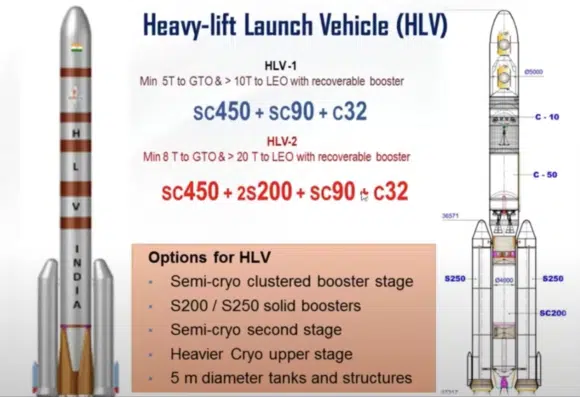 Heavy-lift Launch Vehicle (HLV)
HLV-1
Min 5T to GTO & > 10T to LEO with recoverable booster
SC450 + SC90 + C32
HLV-2
Min 8 T to GTO & > 20 T to LEO with recoverable booster
SC450 + 2S200 + SC90 + C32
Options for HLV
• Semi-cryo clustered booster stage
• S200 / S250 solid boosters
• Semi-cryo second stage
• Heavier Cryo upper stage
• 5 m diameter tanks and structures
H
L
V
I
N
D
I
A
Ø5000
C - 10
C - 50
36571
S250
Ø4000
S250
SC200